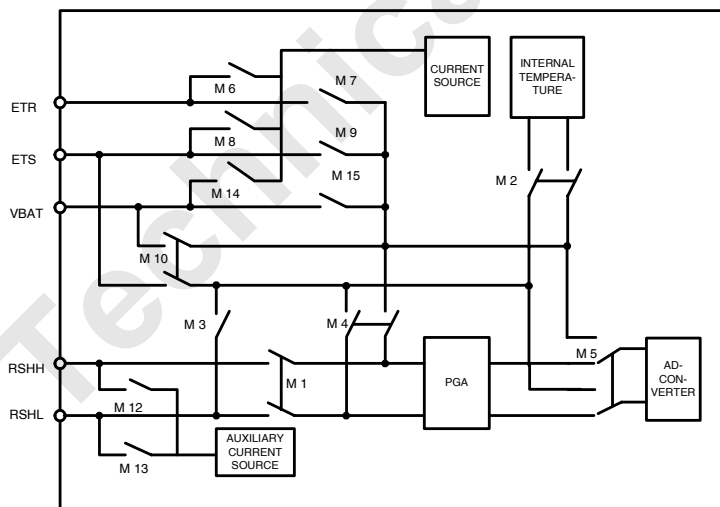 Technica
CURRENT
SOURCE
INTERNAL
TEMPERA-
TURE
M 6
M 7
ETR
M 8
M 9
ETS
M 14
M 15
M 2
VBAT
M 10
M 3
M 4
RSHH
M 1
PGA
M 5
AD-
CON-
VERTER
M 12
RSHL
M 13
AUXILIARY
CURRENT
SOURCE